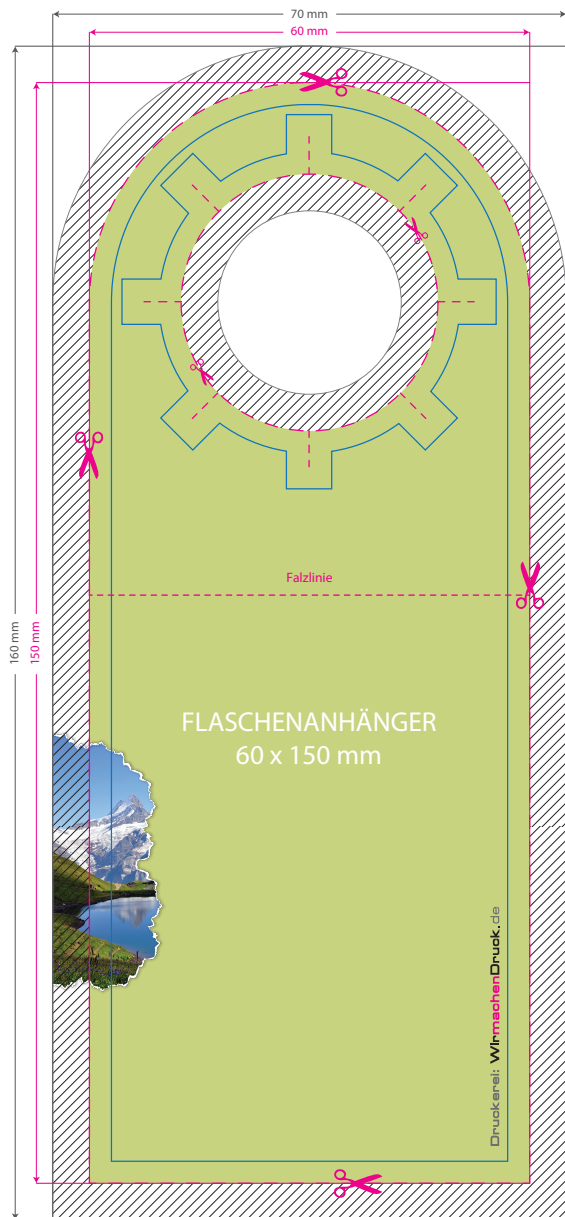 70 mm
60 mm
160 mm
150 mm
Falzlinie
FLASCHENANHÄNGER
60 x 150 mm
Druckerei: WIrmachenDruck.de